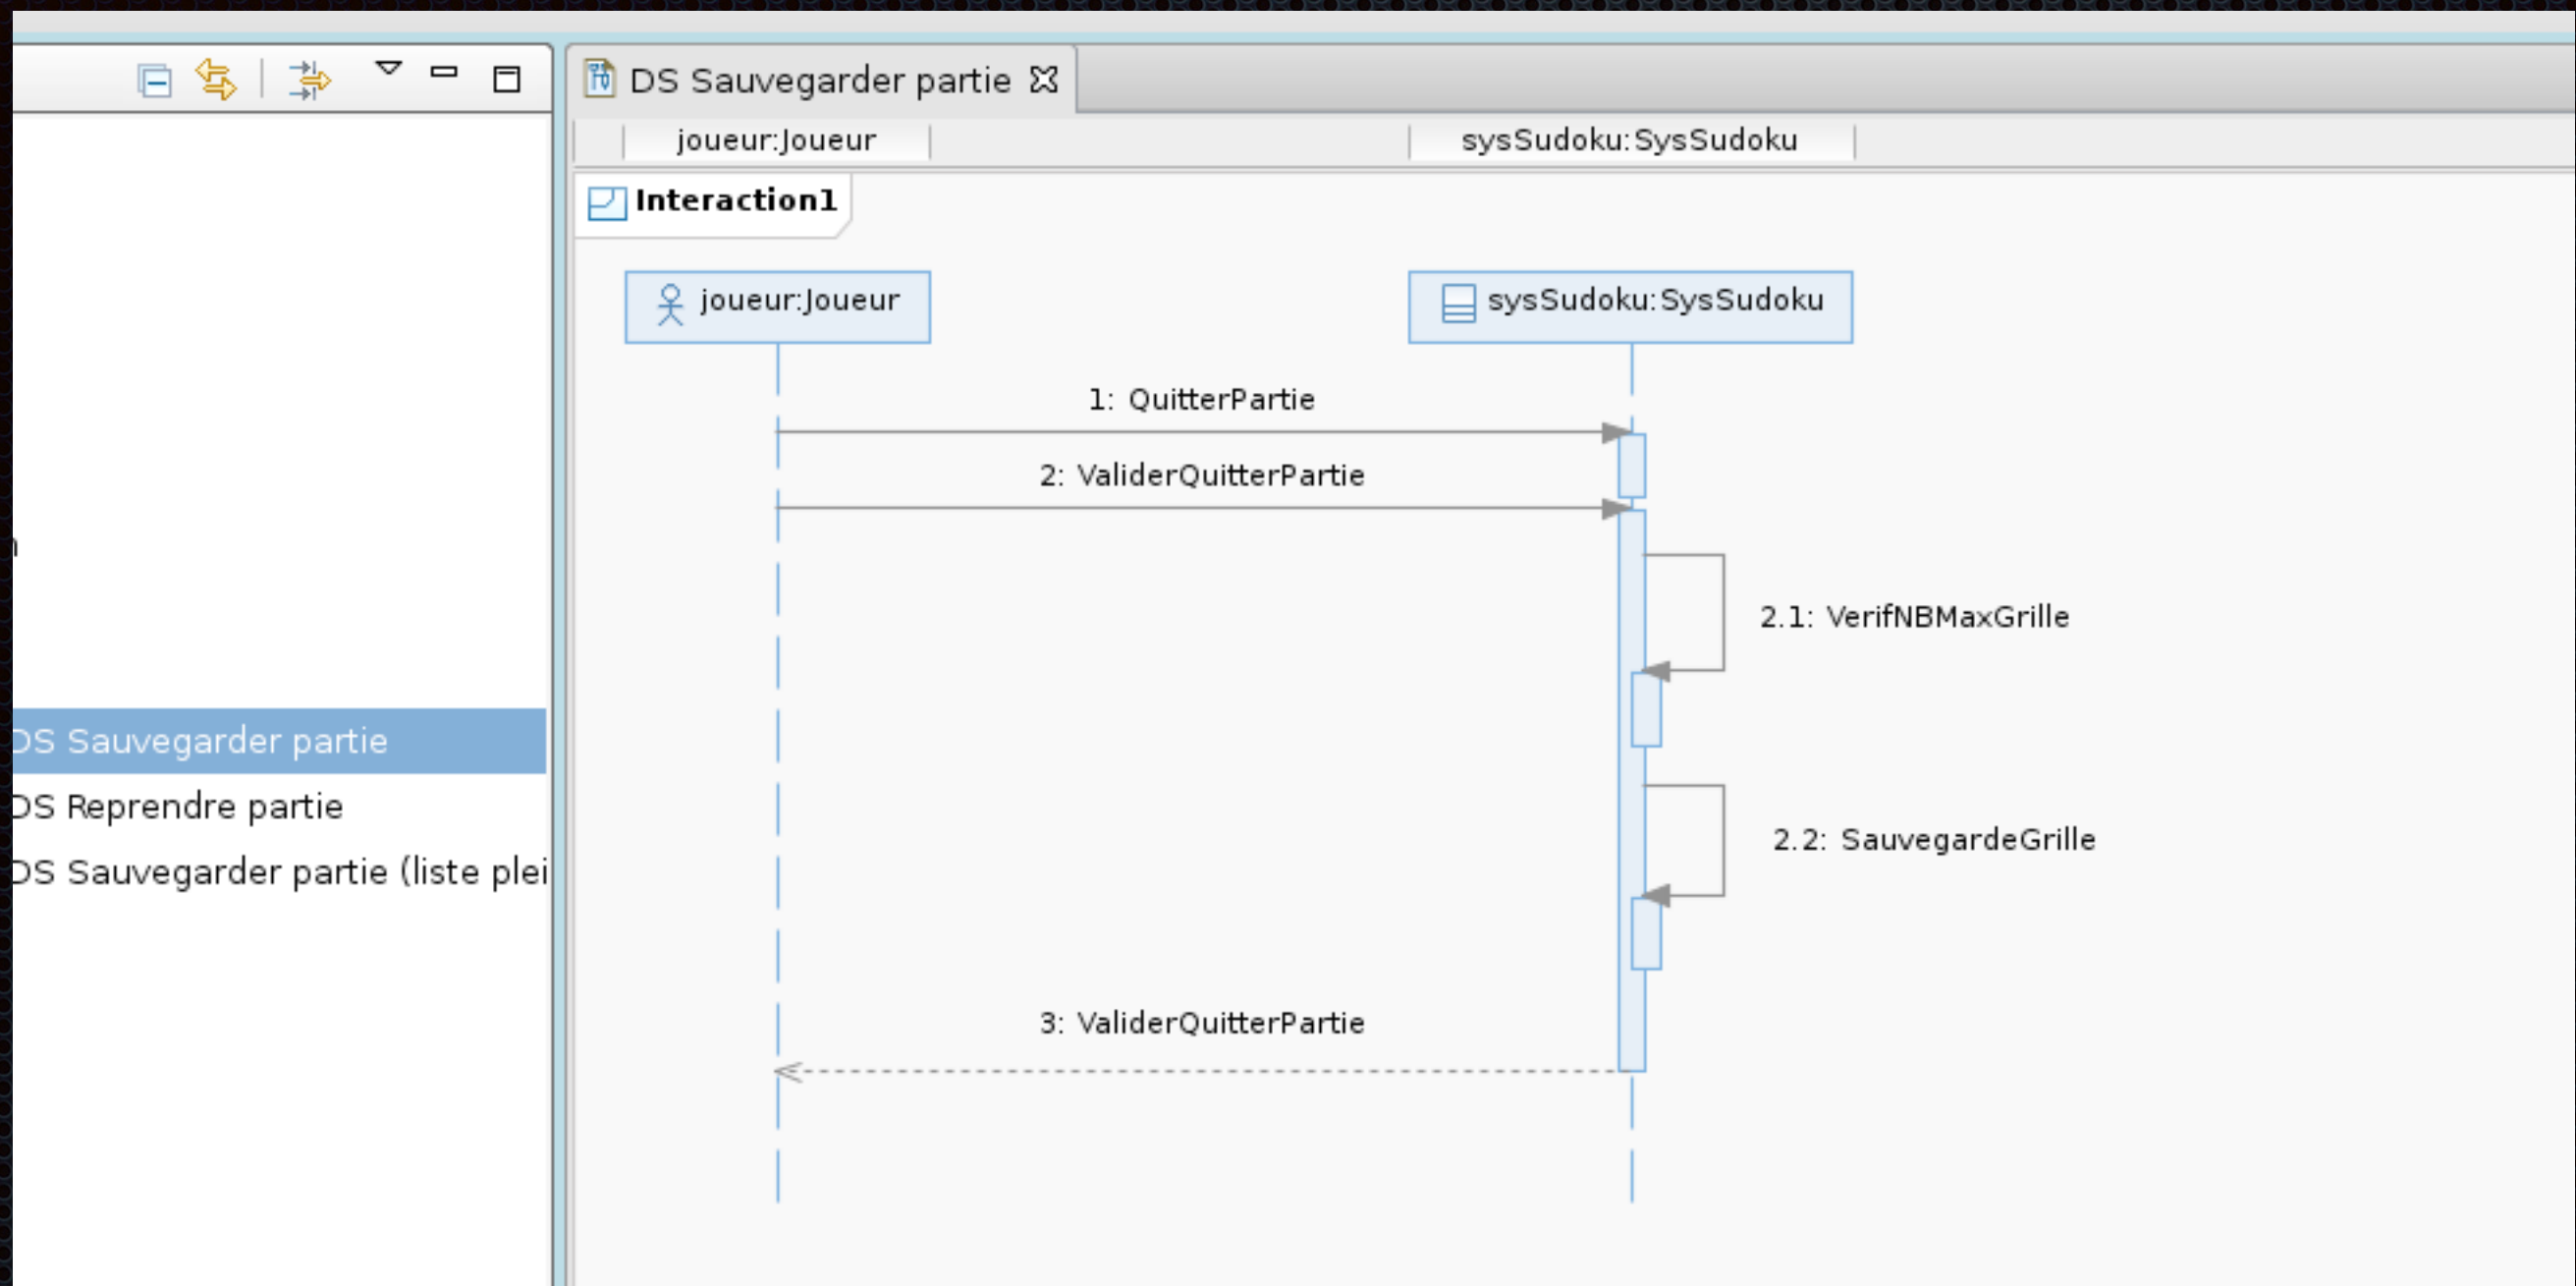 DS Sauvegarder partie
joueur:Joueur
sysSudoku:SysSudoku
Interaction1
joueur:Joueur
sysSudoku:SysSudoku
1: QuitterPartie
2: ValiderQuitterPartie
2.1: VerifNBMaxGrille
2.2: SauvegardeGrille
3: ValiderQuitterPartie
DS Sauvegarder partie
DS Reprendre partie
DS Sauvegarder partie (liste plei